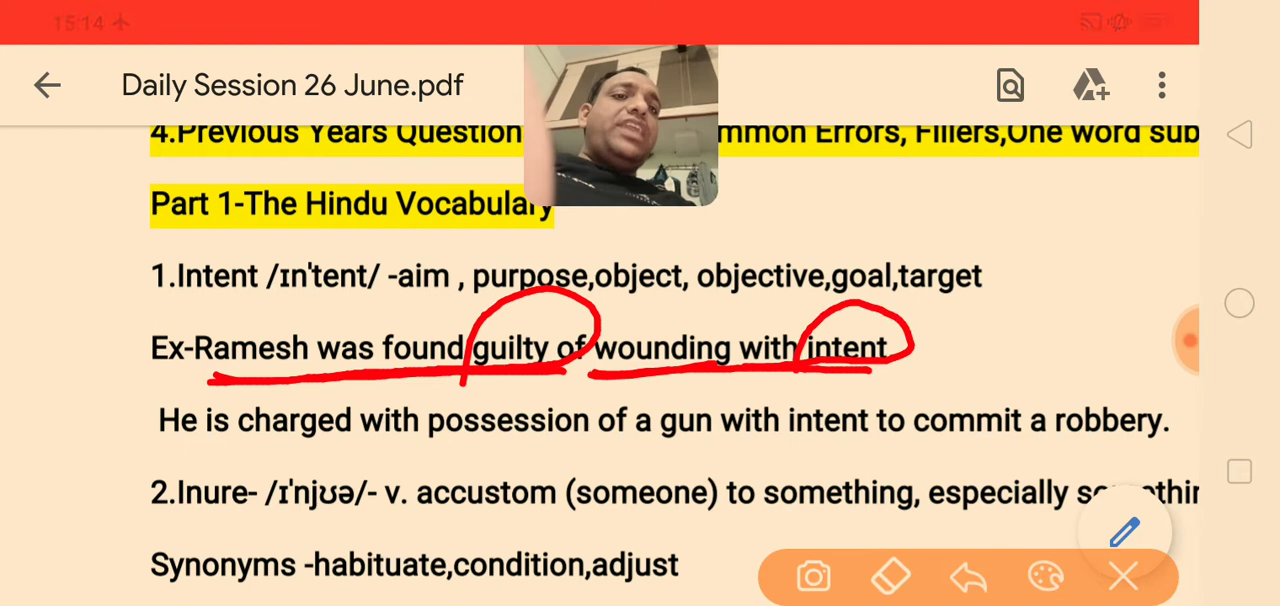 15:14
Daily Session 26 June.pdf
4.Previous Years Question mmon Errors, Fillers,One word sub
Part 1-The Hindu Vocabulary
1.Intent /ɪn'tent/ -aim , purpose,object, objective,goal,target
Ex-Ramesh was found guilty of wounding with intent
He is charged with possession of a gun with intent to commit a robbery.
2.Inure- /ɪ'njʊə/- v. accustom (someone) to something, especially
Synonyms -habituate,condition,adjust